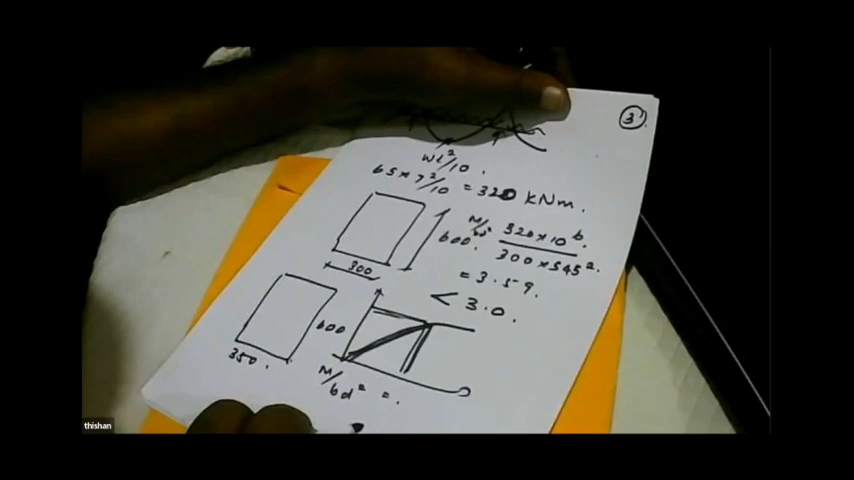 3
wl²/10.
65 × 7²/10 = 320 kNm.
M/bd² 320×10⁶.
300 × 545².
600.
300
= 3.59.
< 3.0.
600
350.
M/bd² = .
thishan